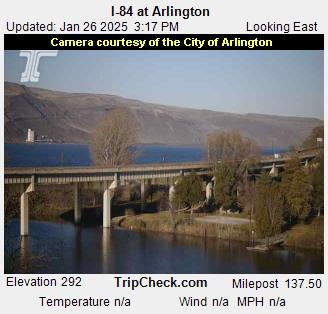 I-84 at Arlington
Updated: Jan 26 2025 3:17 PM Looking East
Camera courtesy of the City of Arlington
Elevation 292 TripCheck.com Milepost 137.50
Temperature n/a Wind n/a MPH n/a